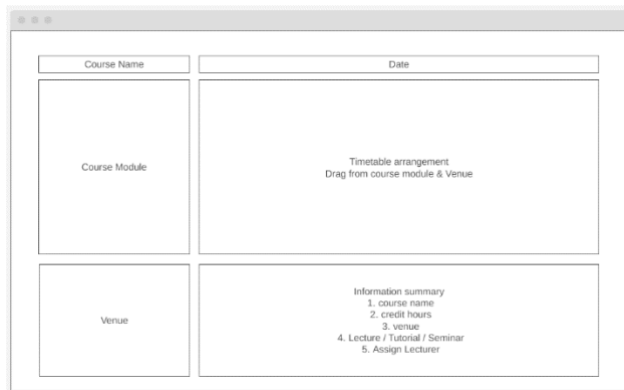 Course Name
Date
Course Module
Timetable arrangement
Drag from course module & Venue
Venue
Information summary
1. course name
2. credit hours
3. venue
4. Lecture / Tutorial / Seminar
5. Assign Lecturer